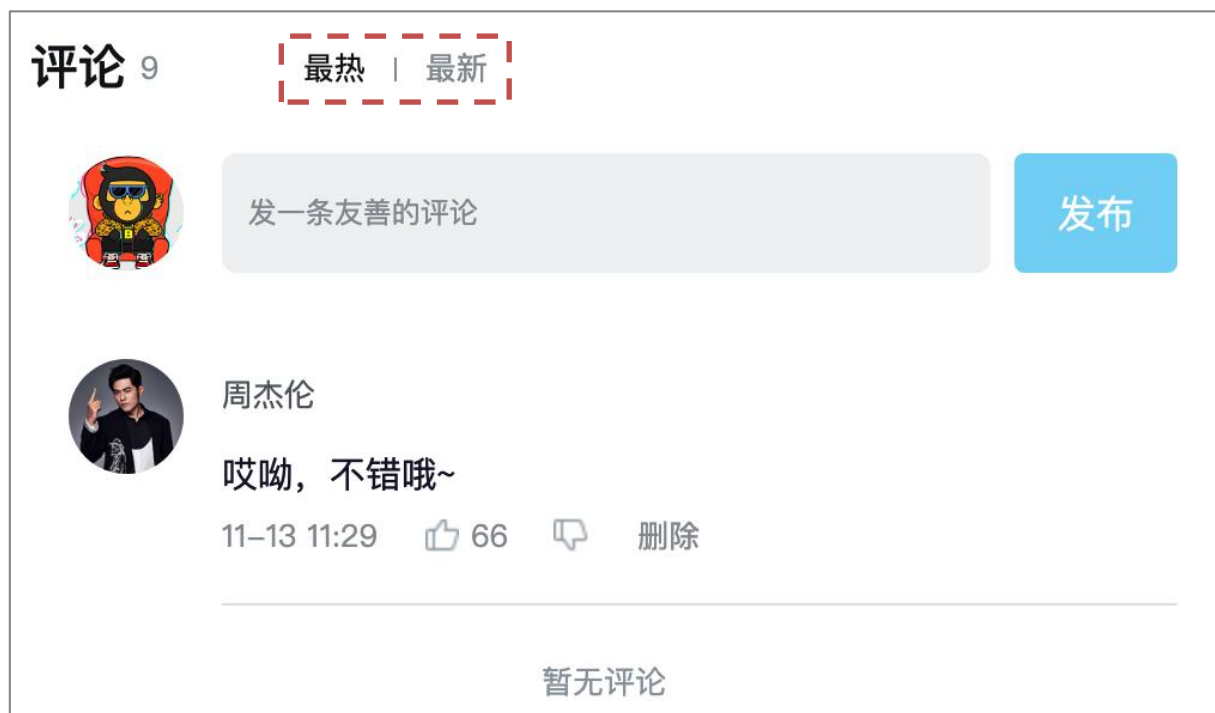 评论 9 最热 | 最新
发一条友善的评论 发布
周杰伦
哎呦，不错哦~
11-13 11:29 66 删除
暂无评论